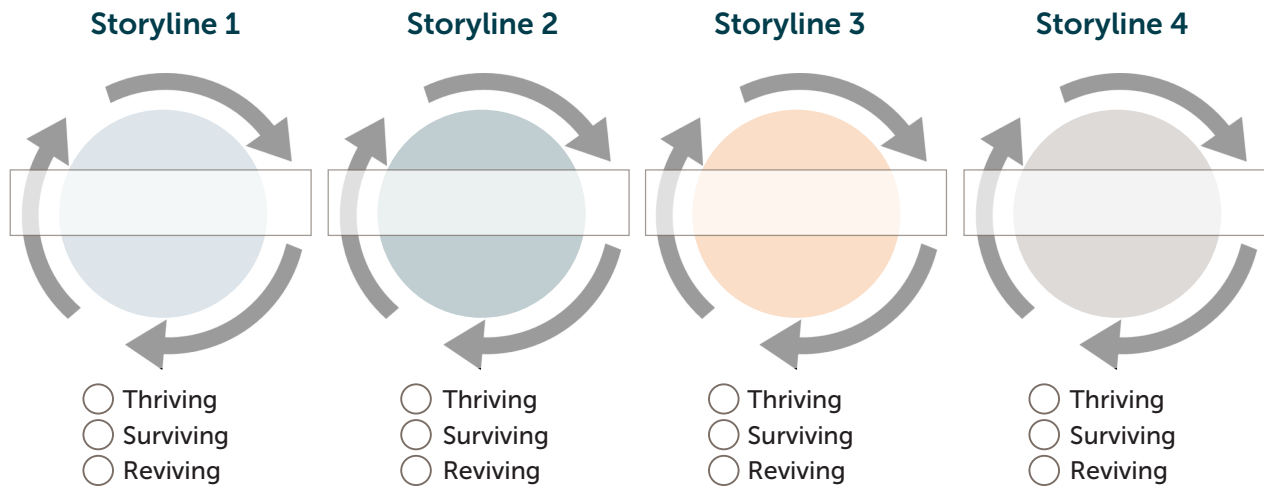 Storyline 1
Storyline 2
Storyline 3
Storyline 4
Thriving
Surviving
Reviving
Thriving
Surviving
Reviving
Thriving
Surviving
Reviving
Thriving
Surviving
Reviving